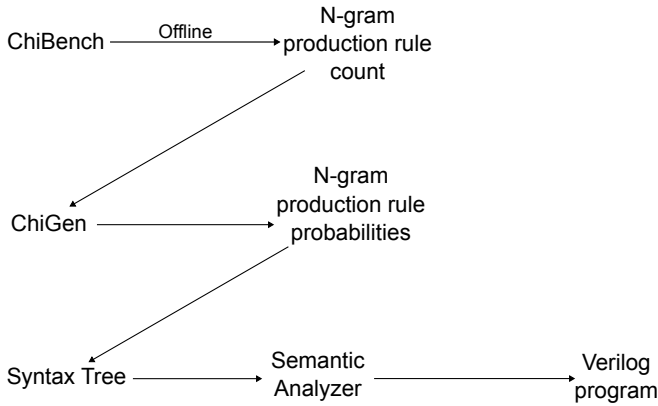 ChiBench
Offline
N-gram
production rule
count
ChiGen
N-gram
production rule
probabilities
Syntax Tree
Semantic
Analyzer
Verilog
program